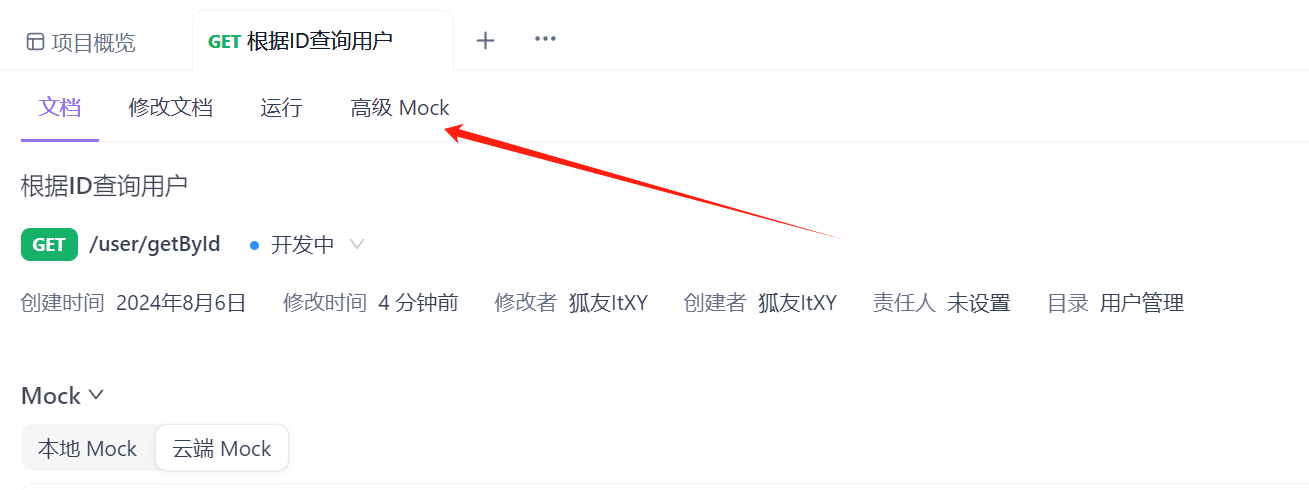 项目概览 GET 根据ID查询用户
文档 修改文档 运行 高级 Mock
根据ID查询用户
GET /user/getById 开发中
创建时间 2024年8月6日 修改时间 4 分钟前 修改者 狐友ItXY 创建者 狐友ItXY 责任人 未设置 目录 用户管理
Mock
本地 Mock 云端 Mock